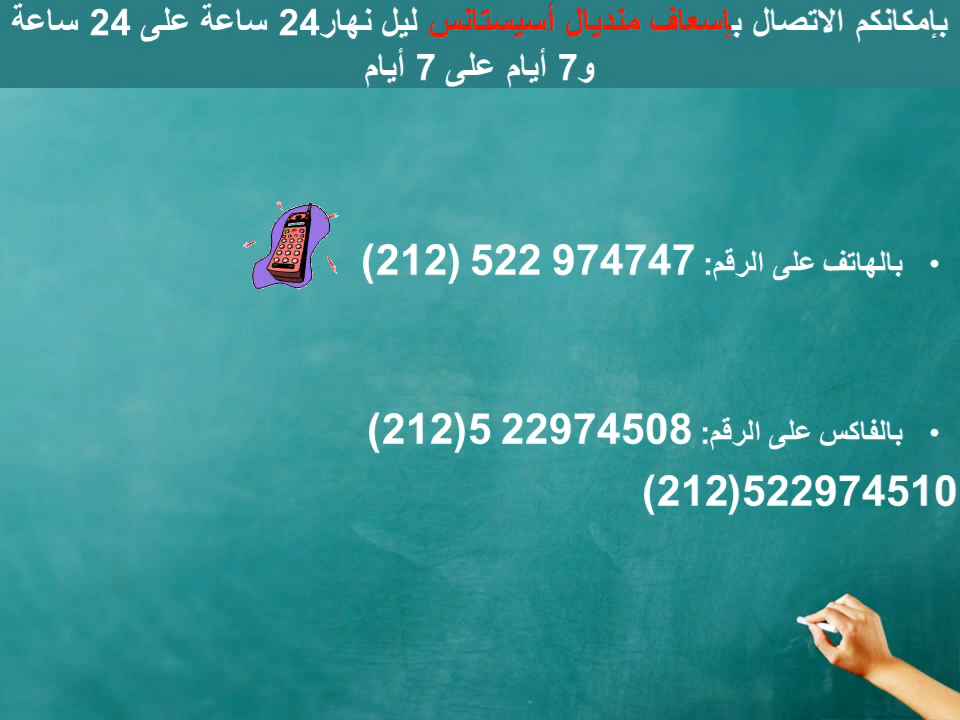 بإمكانكم الاتصال بإسعاف منديال أسيستانس ليل نهار24 ساعة على 24 ساعة
و7 أيام على 7 أيام
• بالهاتف على الرقم: 974747 522 (212)
• بالفاكس على الرقم: 22974508 5(212)
522974510(212)